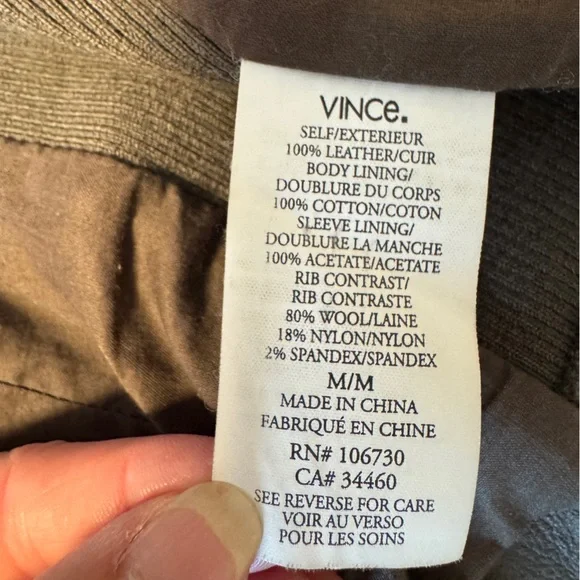 VINCe.
SELF/EXTERIEUR
100% LEATHER/CUIR
BODY LINING/
DOUBLURE DU CORPS
100% COTTON/COTON
SLEEVE LINING/
DOUBLURE LA MANCHE
100% ACETATE/ACETATE
RIB CONTRAST/
RIB CONTRASTE
80% WOOL/LAINE
18% NYLON/NYLON
2% SPANDEX/SPANDEX
M/M
MADE IN CHINA
FABRIQUÉ EN CHINE
RN# 106730
CA# 34460
SEE REVERSE FOR CARE
VOIR AU VERSO
POUR LES SOINS